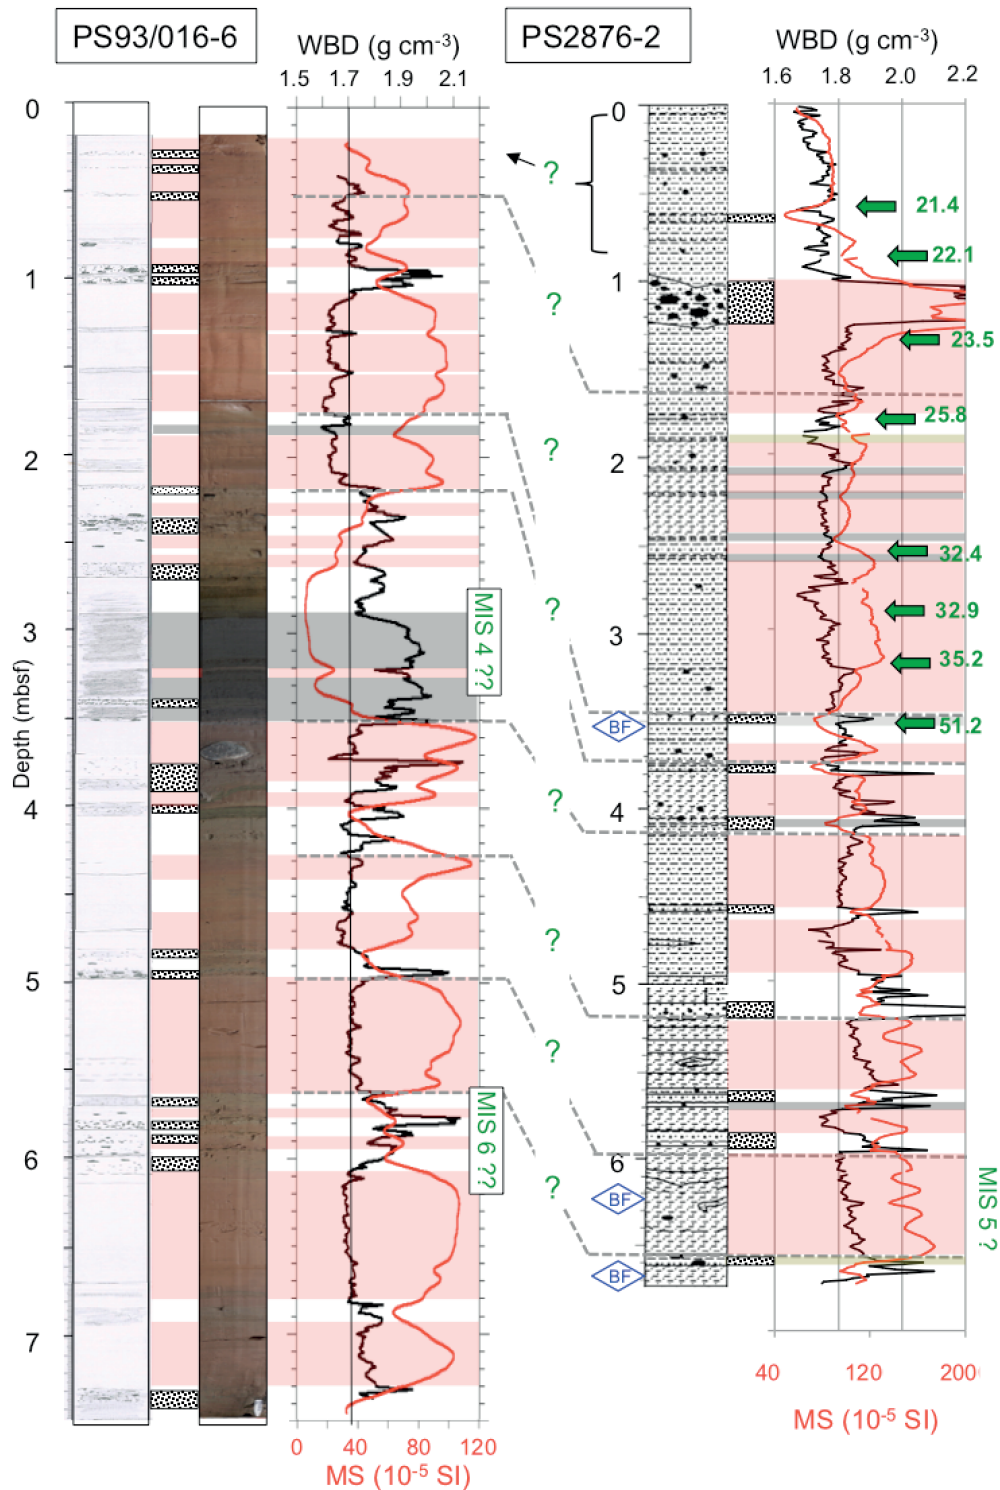 PS93/016-6
PS2876-2
WBD (g cm-3)
1.5 1.7 1.9 2.1
WBD (g cm-3)
1.6 1.8 2.0 2.2
0
1
2
3
4
5
6
7
Depth (mbsf)
0
1
2
3
4
5
6
?
?
?
?
?
?
?
?
21.4
22.1
23.5
25.8
32.4
32.9
35.2
51.2
MIS 4 ??
MIS 6 ??
MIS 5 ?
BF
BF
BF
0 40 80 120
MS (10-5 SI)
40 120 200
MS (10-5 SI)